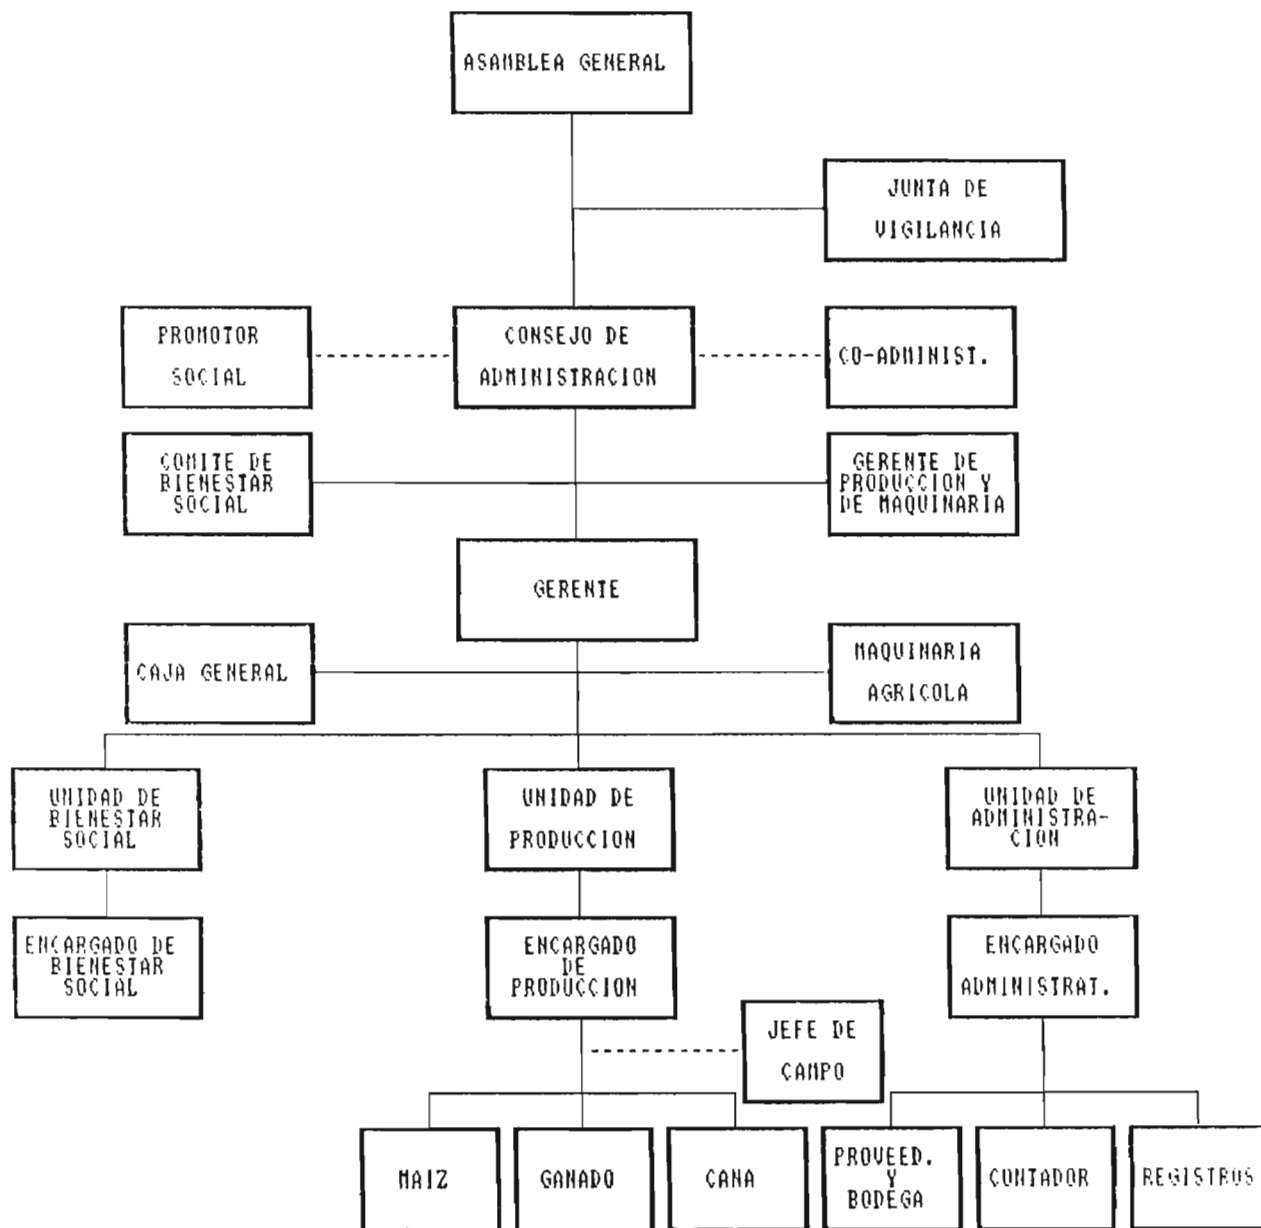 ASAMBLEA GENERAL
JUNTA DE
VIGILANCIA
PROMOTOR
SOCIAL
CONSEJO DE
ADMINISTRACION
CO-ADMINIST.
COMITE DE
BIENESTAR
SOCIAL
GERENTE DE
PRODUCCION Y
DE MAQUINARIA
GERENTE
CAJA GENERAL
MAQUINARIA
AGRICOLA
UNIDAD DE
BIENESTAR
SOCIAL
UNIDAD DE
PRODUCCION
UNIDAD DE
ADMINISTRA-
CION
ENCARGADO DE
BIENESTAR
SOCIAL
ENCARGADO
DE
PRODUCCION
ENCARGADO
ADMINISTRAT.
JEFE DE
CAMPO
MAIZ
GANADO
CANA
PROVEED.
Y
BODEGA
CONTADOR
REGISTROS